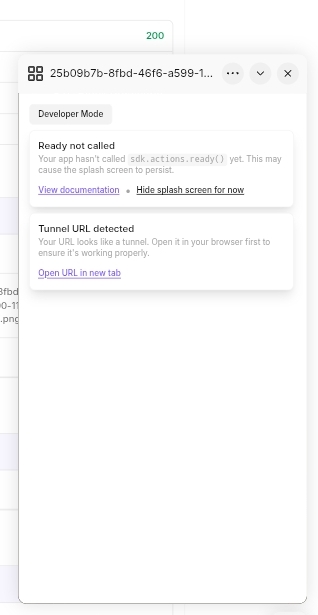 200
25b09b7b-8fbd-46f6-a599-1...
Developer Mode
Ready not called
Your app hasn't called sdk.actions.ready() yet. This may
cause the splash screen to persist.
View documentation • Hide splash screen for now
Tunnel URL detected
Your URL looks like a tunnel. Open it in your browser first to
ensure it's working properly.
Open URL in new tab
8fbd
0-11
.png